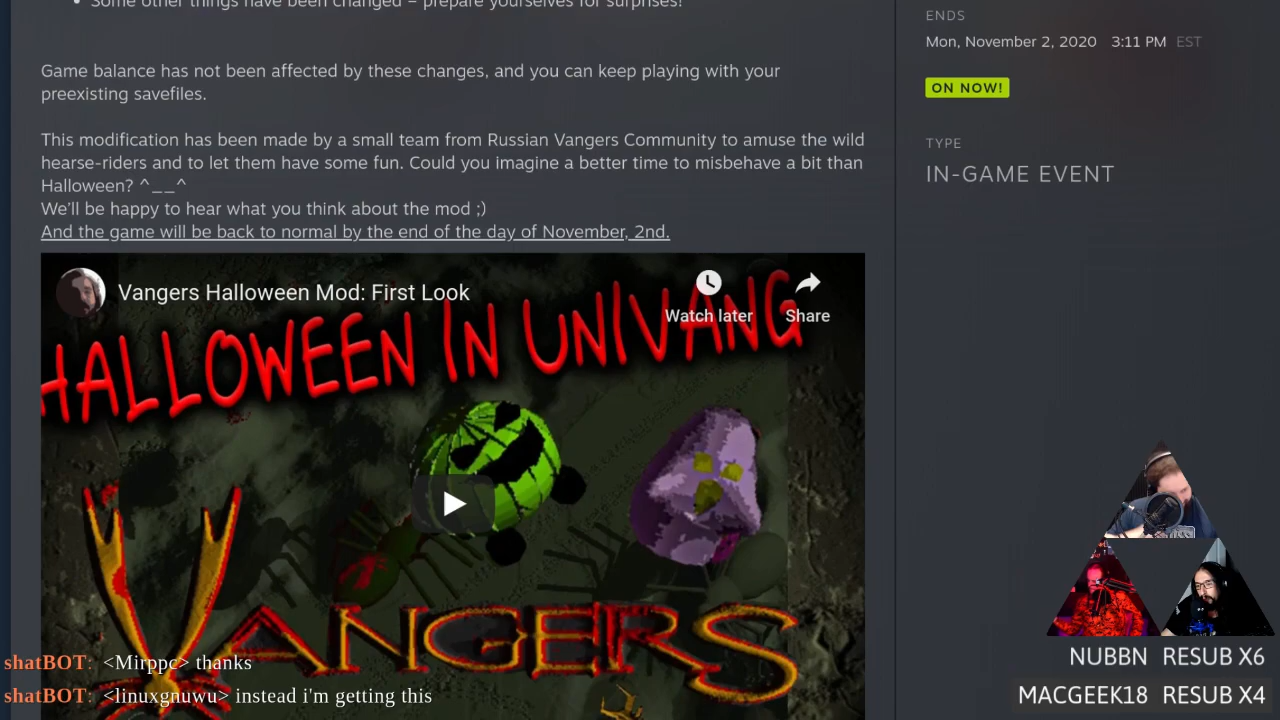 Some other things have been changed – prepare yourselves for surprises!
Game balance has not been affected by these changes, and you can keep playing with your
preexisting savefiles.
This modification has been made by a small team from Russian Vangers Community to amuse the wild
hearse-riders and to let them have some fun. Could you imagine a better time to misbehave a bit than
Halloween? ^__^
We'll be happy to hear what you think about the mod ;)
And the game will be back to normal by the end of the day of November, 2nd.
ENDS
Mon, November 2, 2020 3:11 PM EST
ON NOW!
TYPE
IN-GAME EVENT
Vangers Halloween Mod: First Look
Watch later
Share
HALLOWEEN IN UNIVANG
VANGERS
shatBOT: <Mirppc> thanks
shatBOT: <linuxgnuwu> instead i'm getting this
NUBBN RESUB X6
MACGEEK18 RESUB X4